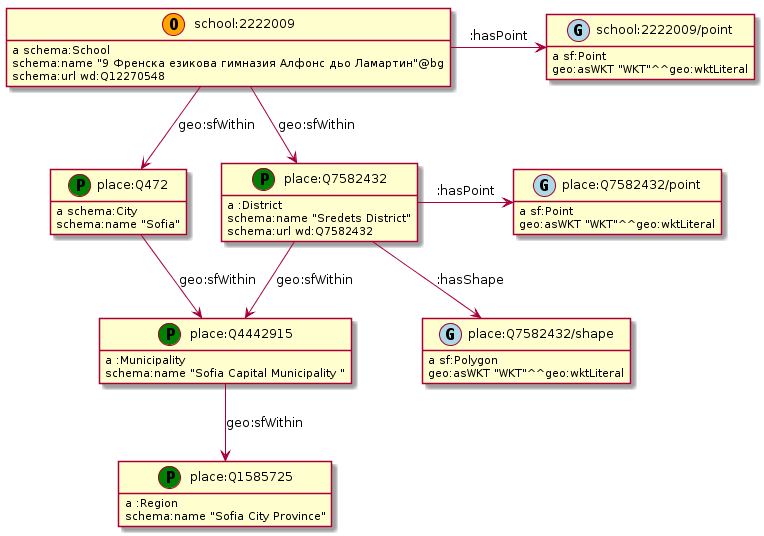 O school:2222009
a schema:School
schema:name "9 Френска езикова гимназия Алфонс дьо Ламартин"@bg
schema:url wd:Q12270548
:hasPoint
G school:2222009/point
a sf:Point
geo:asWKT "WKT"^^geo:wktLiteral
geo:sfWithin
geo:sfWithin
P place:Q472
a schema:City
schema:name "Sofia"
P place:Q7582432
a :District
schema:name "Sredets District"
schema:url wd:Q7582432
:hasPoint
G place:Q7582432/point
a sf:Point
geo:asWKT "WKT"^^geo:wktLiteral
geo:sfWithin
geo:sfWithin
:hasShape
P place:Q4442915
a :Municipality
schema:name "Sofia Capital Municipality "
G place:Q7582432/shape
a sf:Polygon
geo:asWKT "WKT"^^geo:wktLiteral
geo:sfWithin
P place:Q1585725
a :Region
schema:name "Sofia City Province"